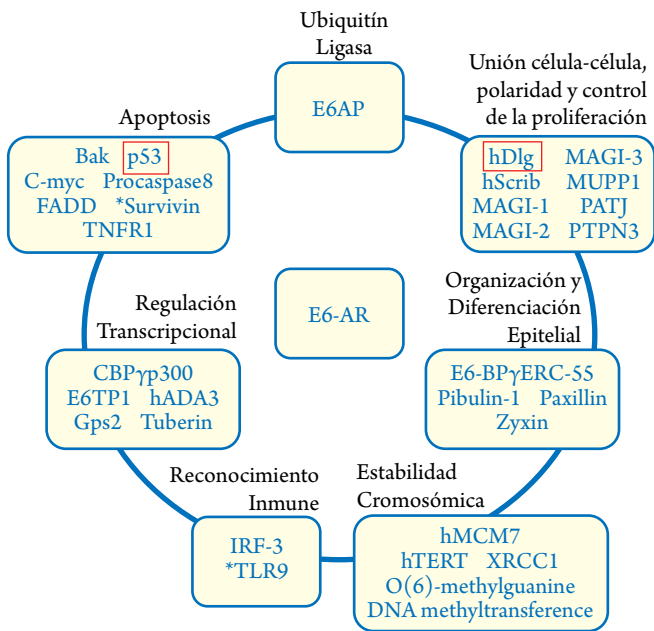 Ubiquitín
Ligasa
E6AP
Unión célula-célula,
polaridad y control
de la proliferación
hDlg MAGI-3
hScrib MUPP1
MAGI-1 PATJ
MAGI-2 PTPN3
Apoptosis
Bak p53
C-myc Procaspase8
FADD *Survivin
TNFR1
E6-AR
Organización y
Diferenciación
Epitelial
E6-BPγERC-55
Pibulin-1 Paxillin
Zyxin
Regulación
Transcripcional
CBPγp300
E6TP1 hADA3
Gps2 Tuberin
Reconocimiento
Inmune
IRF-3
*TLR9
Estabilidad
Cromosómica
hMCM7
hTERT XRCC1
O(6)-methylguanine
DNA methyltransference